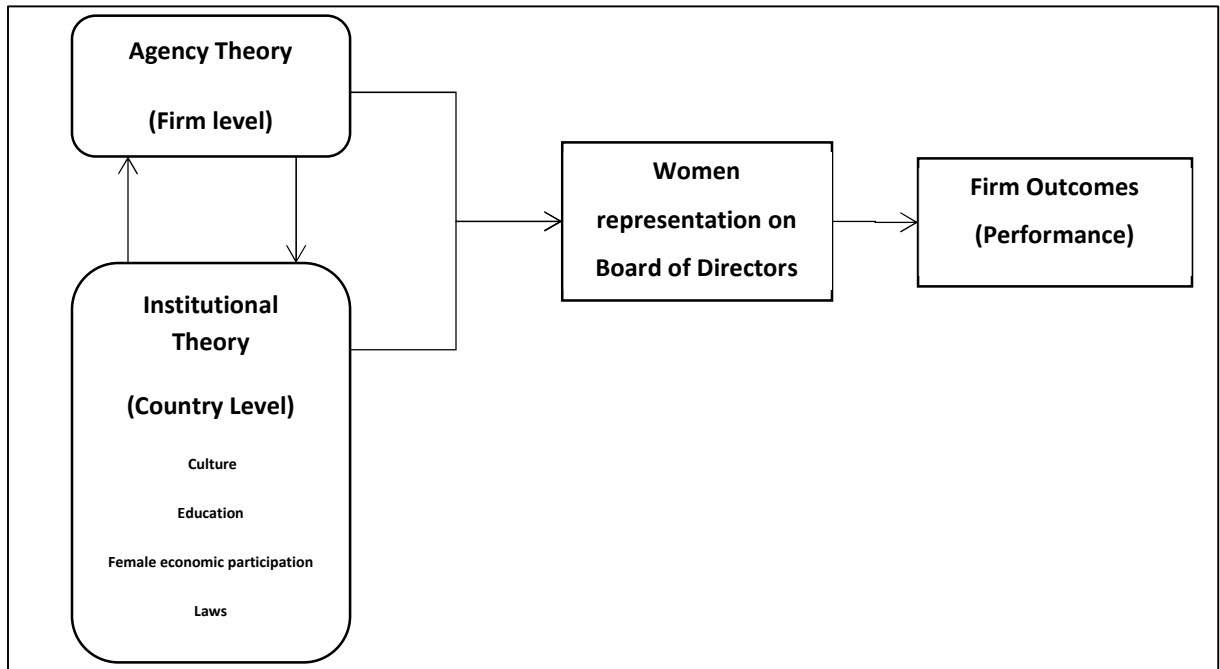 Agency Theory
(Firm level)
Institutional
Theory
(Country Level)
Culture
Education
Female economic participation
Laws
Women
representation on
Board of Directors
Firm Outcomes
(Performance)